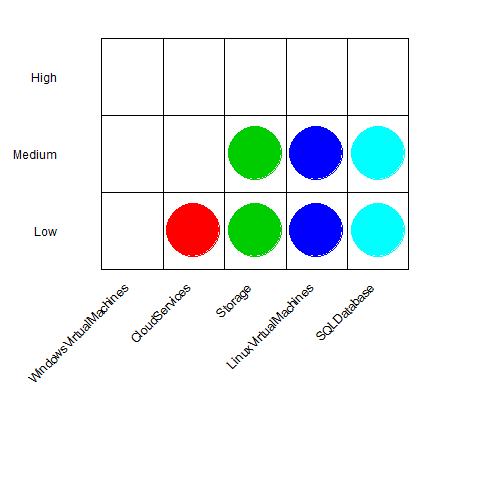 High
Medium
Low
WindowsVirtualMachines
CloudServices
Storage
LinuxVirtualMachines
SQLDatabase